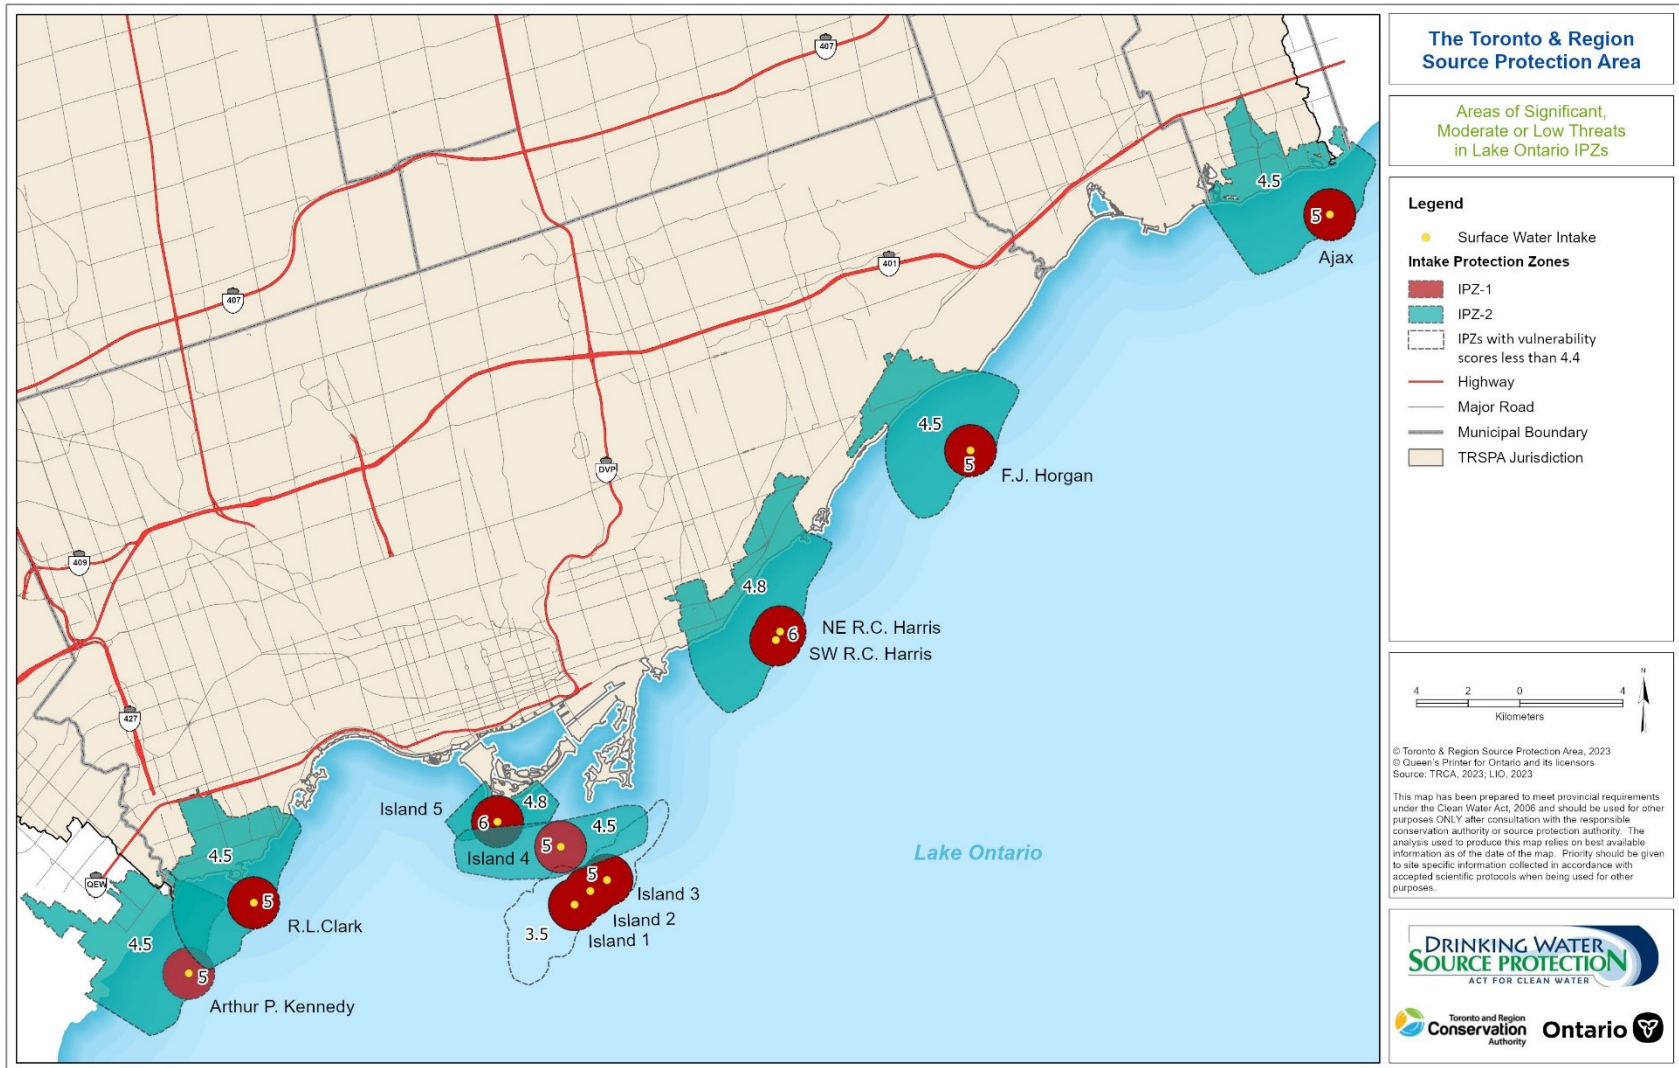 The Toronto & Region
Source Protection Area
Areas of Significant,
Moderate or Low Threats
in Lake Ontario IPZs
Legend
Surface Water Intake
Intake Protection Zones
IPZ-1
IPZ-2
IPZs with vulnerability
scores less than 4.4
Highway
Major Road
Municipal Boundary
TRSPA Jurisdiction
N
4 2 0 4
Kilometers
© Toronto & Region Source Protection Area, 2023
© Queen's Printer for Ontario and its licensors
Source: TRCA, 2023; LIO, 2023
This map has been prepared to meet provincial requirements
under the Clean Water Act, 2006 and should be used for other
purposes ONLY after consultation with the responsible
conservation authority or source protection authority. The
analysis used to produce this map relies on best available
information as of the date of the map. Priority should be given
to site specific information collected in accordance with
accepted scientific protocols when being used for other
purposes.
DRINKING WATER
SOURCE PROTECTION
ACT FOR CLEAN WATER
Toronto and Region
Conservation
Authority
Ontario
407
4.5
5
Ajax
401
407
4.5
5
F.J. Horgan
DVP
409
4.8
6
NE R.C. Harris
SW R.C. Harris
427
Island 5
6
4.8
4.5
Island 4
5
5
Island 3
Island 2
Island 1
3.5
Lake Ontario
QEW
4.5
5
R.L.Clark
4.5
5
Arthur P. Kennedy